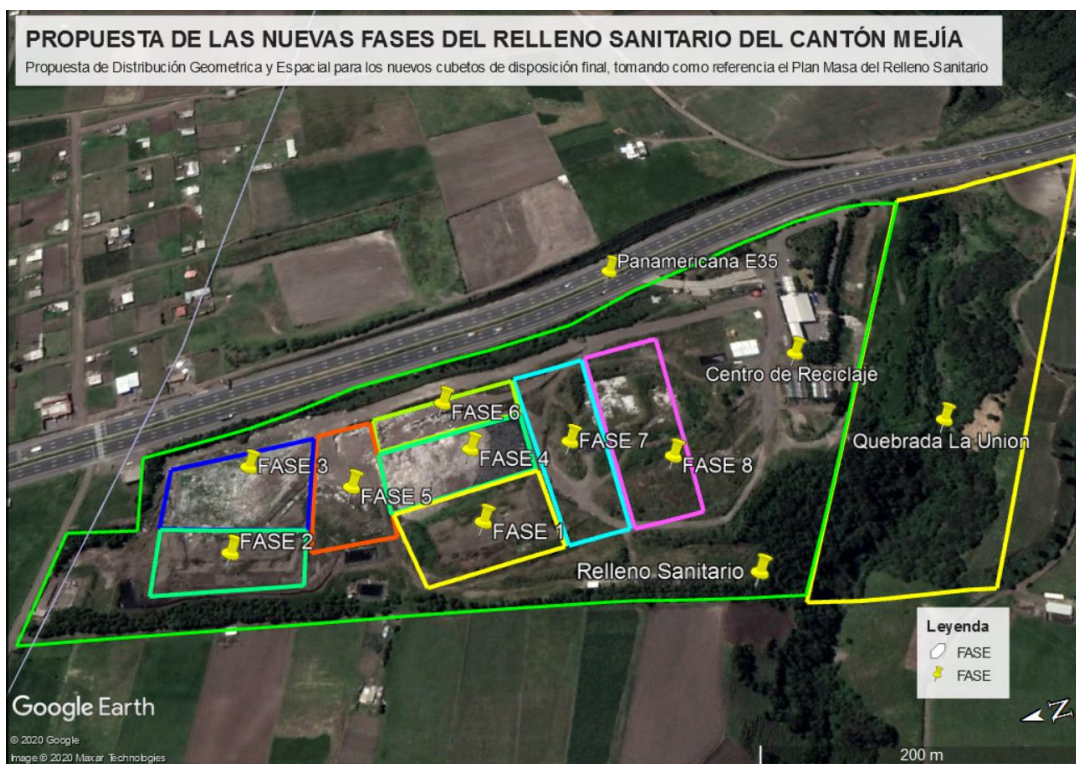 PROPUESTA DE LAS NUEVAS FASES DEL RELLENO SANITARIO DEL CANTÓN MEJÍA
Propuesta de Distribución Geometrica y Espacial para los nuevos cubetos de disposición final, tomando como referencia el Plan Masa del Relleno Sanitario
Panamericana E35
Centro de Reciclaje
FASE 6
Quebrada La Union
FASE 7
FASE 4
FASE 3
FASE 8
FASE 5
FASE 1
FASE 2
Relleno Sanitario
Leyenda
FASE
FASE
Google Earth
N
© 2020 Google
Image © 2020 Maxar Technologies
200 m